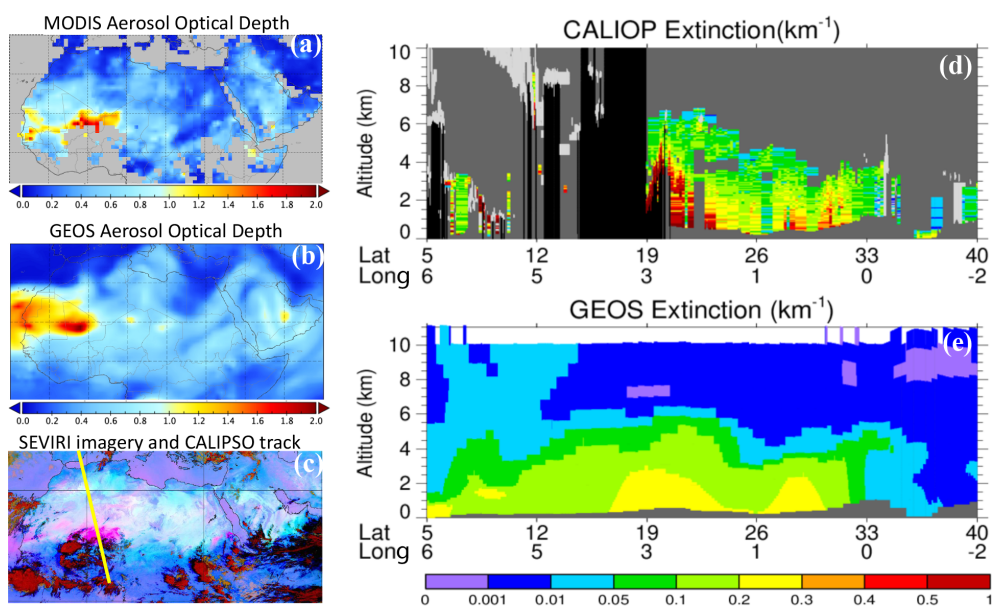 MODIS Aerosol Optical Depth
(a)
0.0 0.2 0.4 0.6 0.8 1.0 1.2 1.4 1.6 1.8 2.0
GEOS Aerosol Optical Depth
(b)
0.0 0.2 0.4 0.6 0.8 1.0 1.2 1.4 1.6 1.8 2.0
SEVIRI imagery and CALIPSO track
(c)
CALIOP Extinction(km-1)
(d)
Altitude (km)
10
8
6
4
2
0
Lat 5 12 19 26 33 40
Long 6 5 3 1 0 -2
GEOS Extinction (km-1)
(e)
Altitude (km)
10
8
6
4
2
0
Lat 5 12 19 26 33 40
Long 6 5 3 1 0 -2
0 0.001 0.01 0.05 0.1 0.2 0.3 0.4 0.5 1